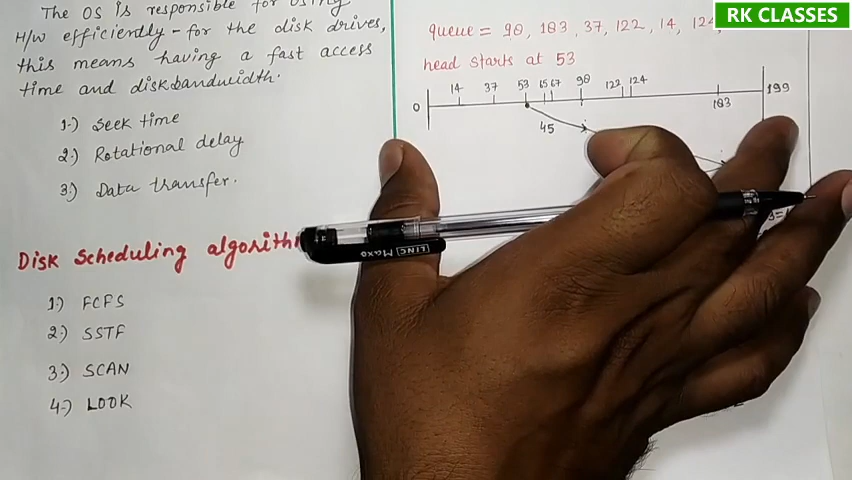 RK CLASSES
The OS is responsible for using
H/W efficiently - for the disk drives,
this means having a fast access
time and disk bandwidth.
1.) Seek time
2.) Rotational delay
3.) Data transfer.
Disk Scheduling algorith
1.) FCFS
2.) SSTF
3.) SCAN
4.) LOOK
queue = 98, 183, 37, 122, 14, 124,
head starts at 53
0 14 37 53 65 67 98 122 124 183 199
45
LINC Maxo